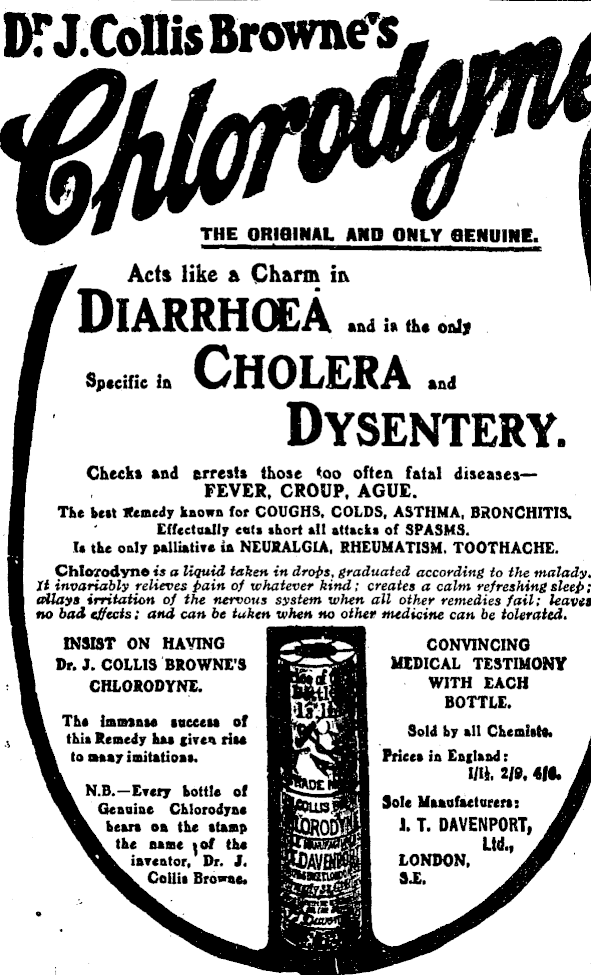 Dr. J. Collis Browne's
Chlorodyne
THE ORIGINAL AND ONLY GENUINE.
Acts like a Charm in
DIARRHŒA and is the only
Specific in CHOLERA and
DYSENTERY.
Checks and arrests those too often fatal diseases—
FEVER, CROUP, AGUE.
The best Remedy known for COUGHS, COLDS, ASTHMA, BRONCHITIS.
Effectually cuts short all attacks of SPASMS.
Is the only palliative in NEURALGIA, RHEUMATISM, TOOTHACHE.
Chlorodyne is a liquid taken in drops, graduated according to the malady.
It invariably relieves pain of whatever kind; creates a calm refreshing sleep;
allays irritation of the nervous system when all other remedies fail; leaves
no bad effects; and can be taken when no other medicine can be tolerated.
INSIST ON HAVING
Dr. J. COLLIS BROWNE'S
CHLORODYNE.
The immense success of
this Remedy has given rise
to many imitations.
N.B.—Every bottle of
Genuine Chlorodyne
bears on the stamp
the name of the
inventor, Dr. J.
Collis Browne.
COLLIS
DAVENPORT
CONVINCING
MEDICAL TESTIMONY
WITH EACH
BOTTLE.
Sold by all Chemists.
Prices in England:
1/1½, 2/9, 4/6.
Sole Manufacturers:
J. T. DAVENPORT,
Ltd.,
LONDON,
S.E.